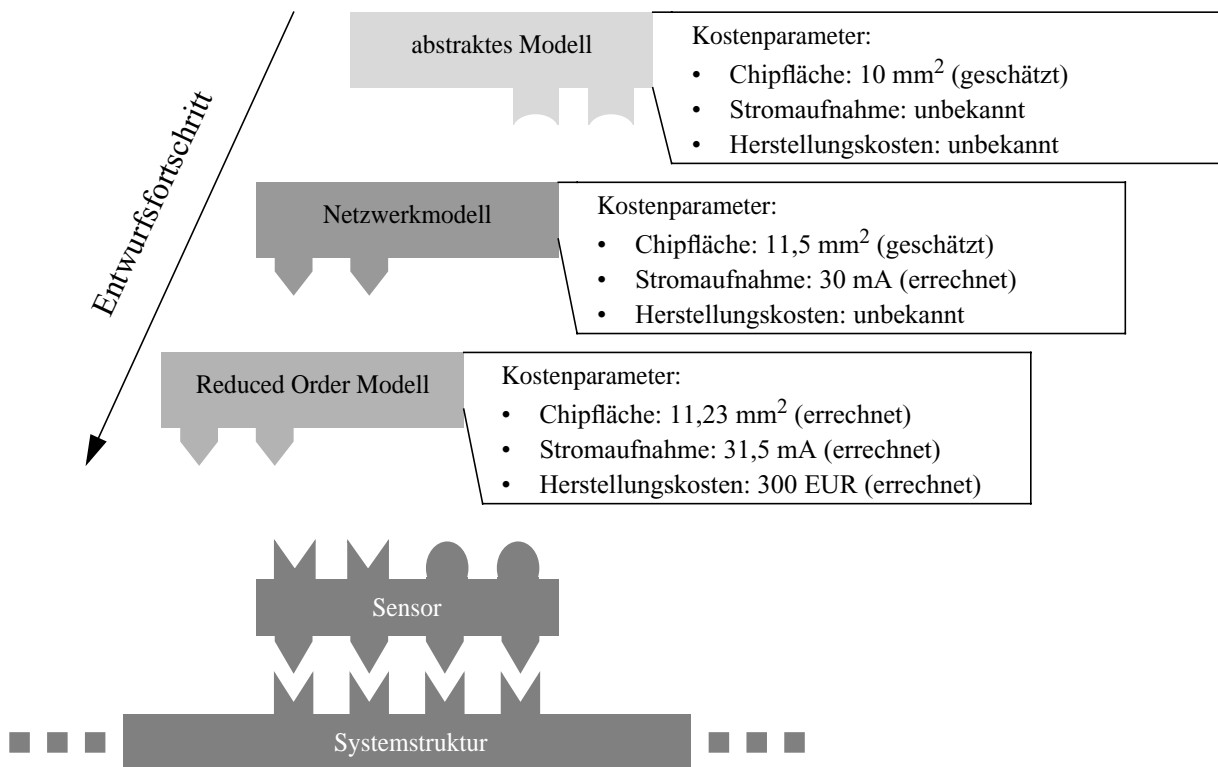 abstraktes Modell
Kostenparameter:
• Chipfläche: 10 mm² (geschätzt)
• Stromaufnahme: unbekannt
• Herstellungskosten: unbekannt
Entwurfsfortschritt
Netzwerkmodell
Kostenparameter:
• Chipfläche: 11,5 mm² (geschätzt)
• Stromaufnahme: 30 mA (errechnet)
• Herstellungskosten: unbekannt
Reduced Order Modell
Kostenparameter:
• Chipfläche: 11,23 mm² (errechnet)
• Stromaufnahme: 31,5 mA (errechnet)
• Herstellungskosten: 300 EUR (errechnet)
Sensor
Systemstruktur